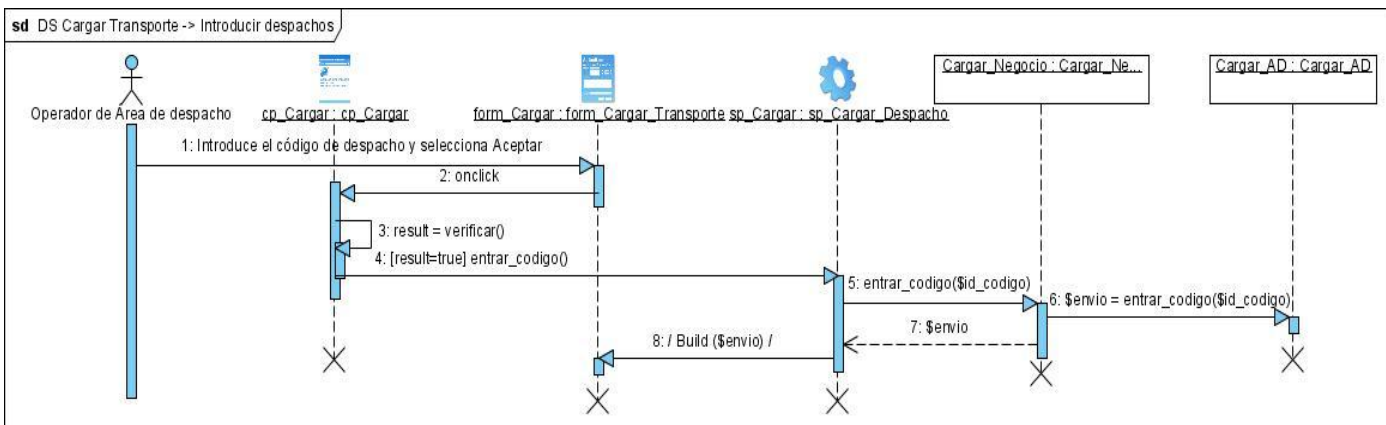 sd DS Cargar Transporte -> Introducir despachos
Operador de Área de despacho
cp_Cargar : cp_Cargar
form_Cargar : form_Cargar_Transporte
sp_Cargar : sp_Cargar_Despacho
Cargar_Negocio : Cargar_Ne...
Cargar_AD : Cargar_AD
1: Introduce el código de despacho y selecciona Aceptar
2: onclick
3: result = verificar()
4: [result=true] entrar_codigo()
5: entrar_codigo($id_codigo)
6: $envio = entrar_codigo($id_codigo)
7: $envio
8: / Build ($envio) /